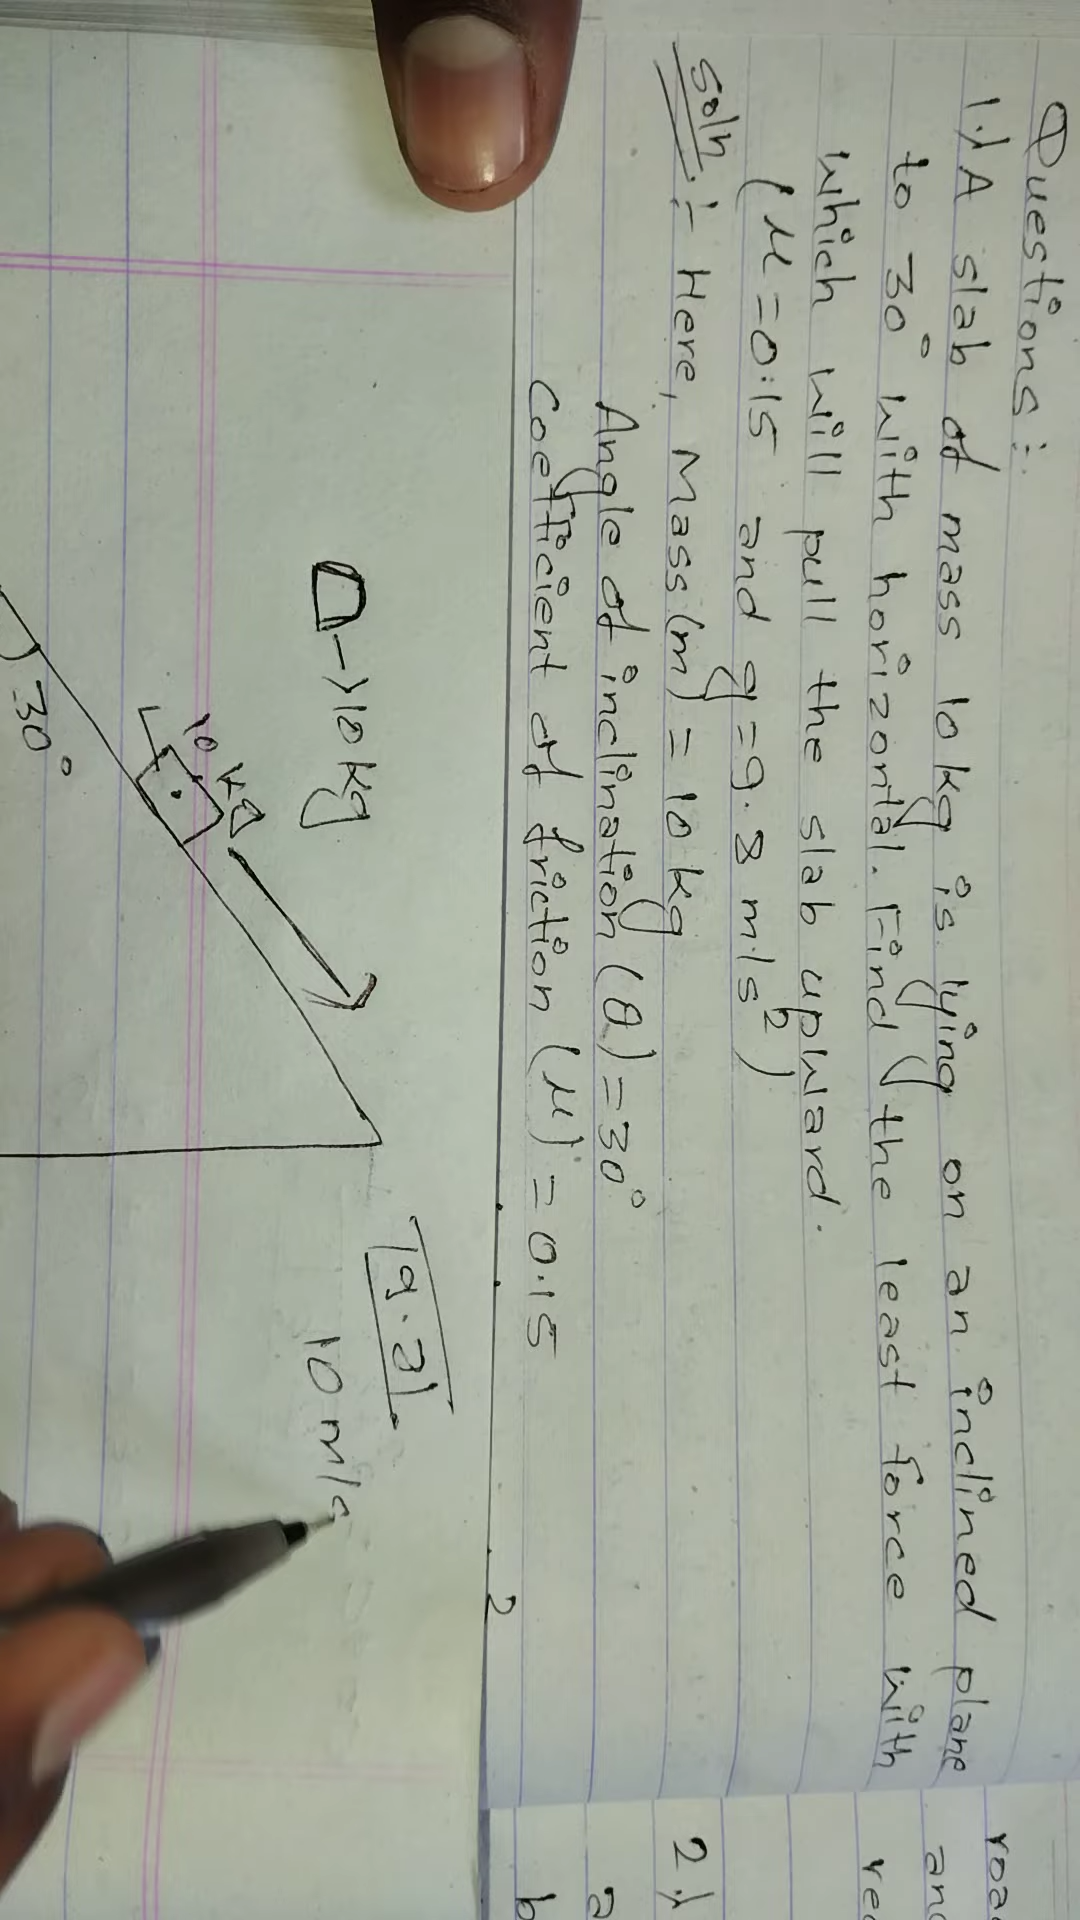 Questions :
1.) A slab of mass 10 kg is lying on an inclined plane
to 30° with horizontal. Find the least force with
which will pull the slab upward.
(μ = 0.15 and g = 9.8 m/s²)
Soln :- Here, Mass (m) = 10 kg
Angle of inclination (θ) = 30°
Coefficient of friction (μ) = 0.15
2
→ 10 kg
10 kg
30°
10 m/s
2.)
a
b